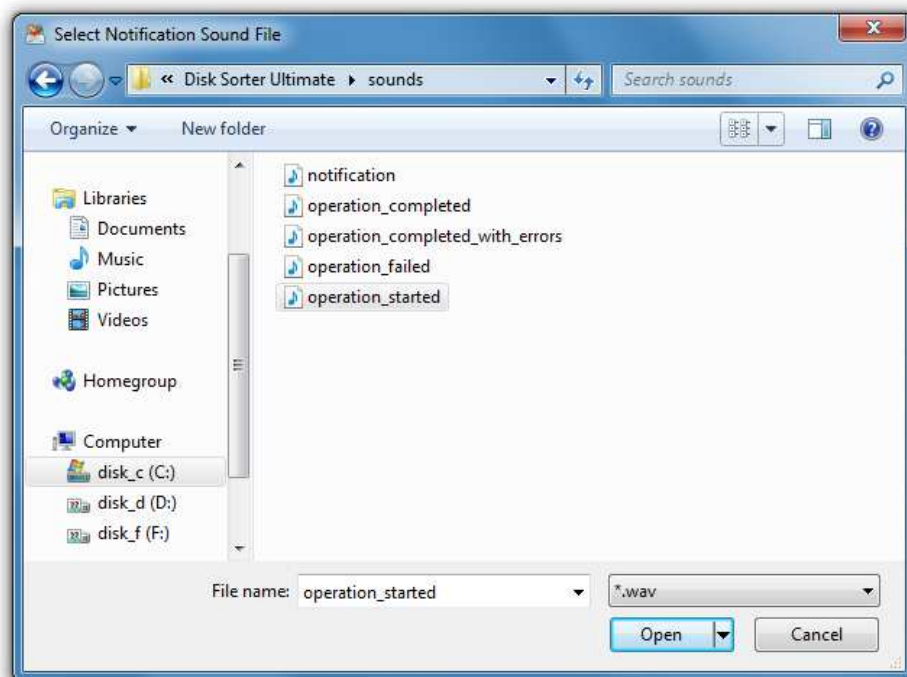 Select Notification Sound File
« Disk Sorter Ultimate sounds
Search sounds
Organize New folder
Libraries
Documents
Music
Pictures
Videos
Homegroup
Computer
disk_c (C:)
disk_d (D:)
disk_f (F:)
notification
operation_completed
operation_completed_with_errors
operation_failed
operation_started
File name: operation_started
*.wav
Open Cancel